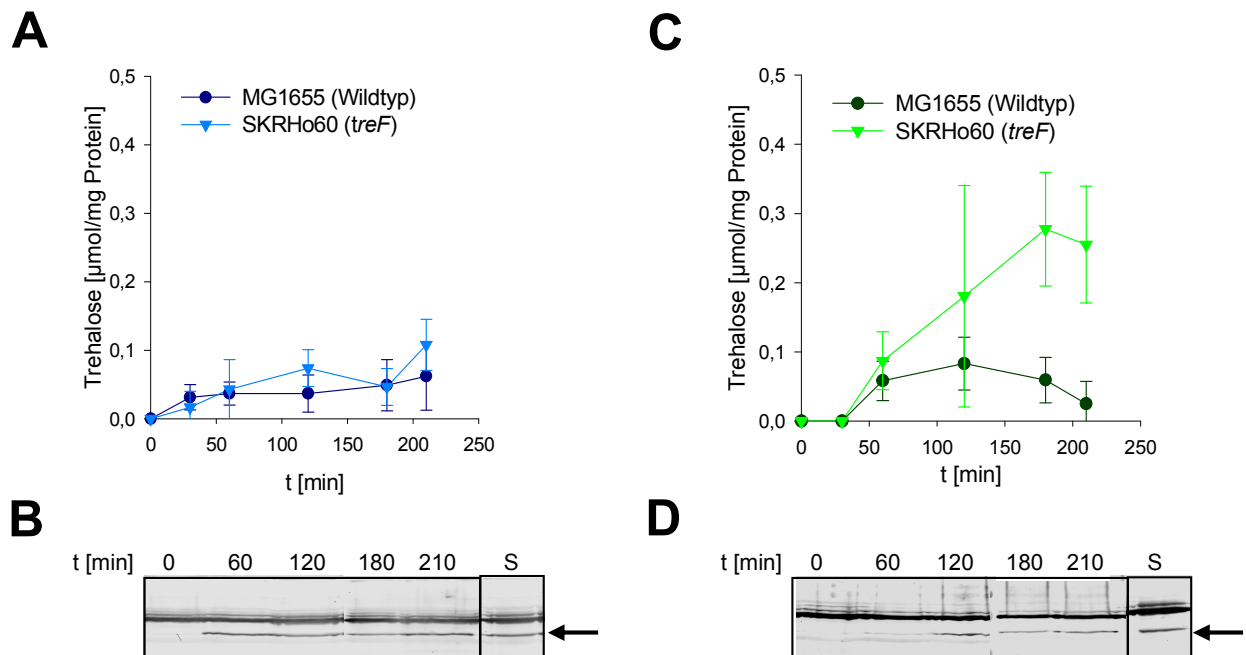 A
Trehalose [µmol/mg Protein]
0,5
0,4
0,3
0,2
0,1
0,0
MG1655 (Wildtyp)
SKRHo60 (treF)
0 50 100 150 200 250
t [min]
B
t [min] 0 60 120 180 210 S
C
Trehalose [µmol/mg Protein]
0,5
0,4
0,3
0,2
0,1
0,0
MG1655 (Wildtyp)
SKRHo60 (treF)
0 50 100 150 200 250
t [min]
D
t [min] 0 60 120 180 210 S